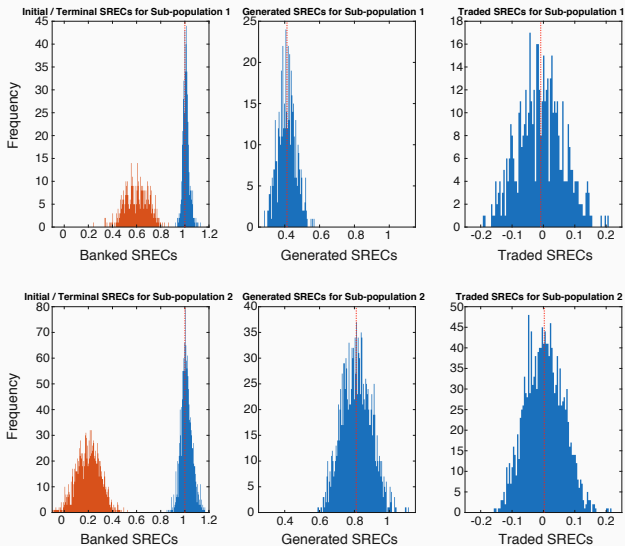 Initial / Terminal SRECs for Sub-population 1
Generated SRECs for Sub-population 1
Traded SRECs for Sub-population 1
45
40
35
30
25
20
15
10
5
0
Frequency
0 0.2 0.4 0.6 0.8 1 1.2
Banked SRECs
25
20
15
10
5
0
0.4 0.6 0.8 1
Generated SRECs
18
16
14
12
10
8
6
4
2
0
-0.2 -0.1 0 0.1 0.2
Traded SRECs
Initial / Terminal SRECs for Sub-population 2
Generated SRECs for Sub-population 2
Traded SRECs for Sub-population 2
80
70
60
50
40
30
20
10
0
Frequency
0 0.2 0.4 0.6 0.8 1 1.2
Banked SRECs
40
35
30
25
20
15
10
5
0
0.4 0.6 0.8 1
Generated SRECs
50
45
40
35
30
25
20
15
10
5
0
-0.2 -0.1 0 0.1 0.2
Traded SRECs